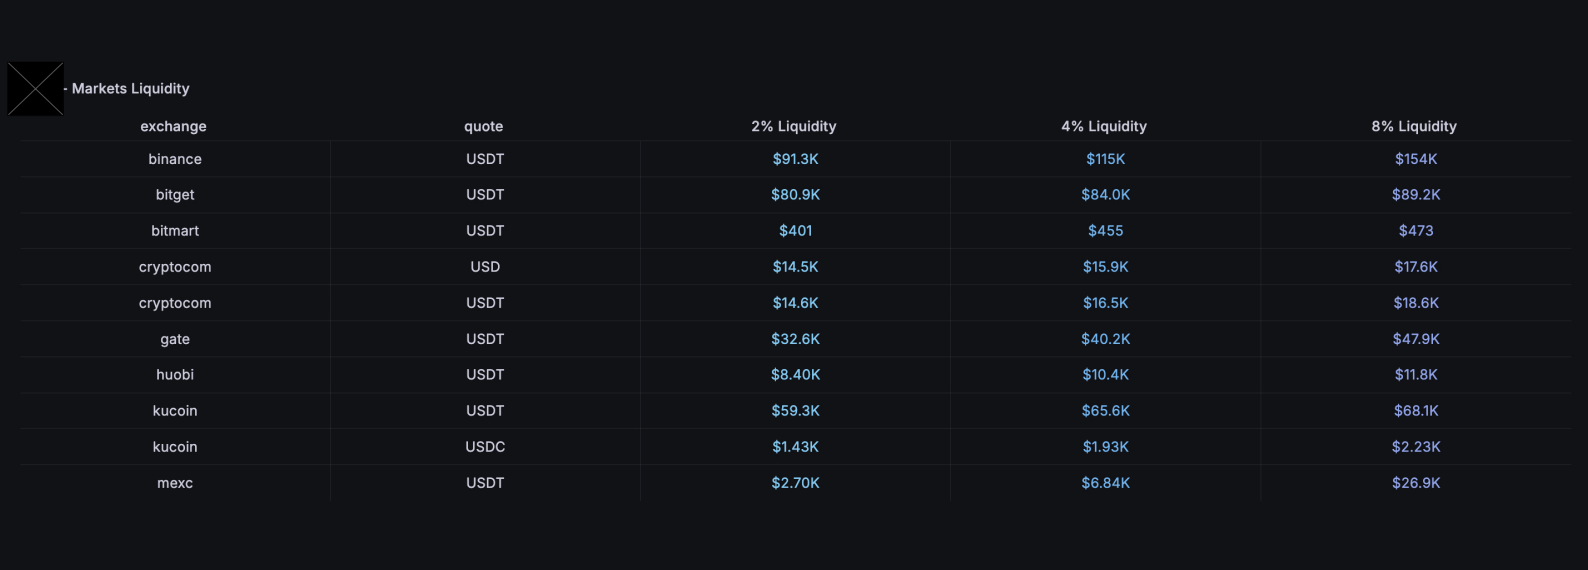 - Markets Liquidity
exchange quote 2% Liquidity 4% Liquidity 8% Liquidity
binance USDT $91.3K $115K $154K
bitget USDT $80.9K $84.0K $89.2K
bitmart USDT $401 $455 $473
cryptocom USD $14.5K $15.9K $17.6K
cryptocom USDT $14.6K $16.5K $18.6K
gate USDT $32.6K $40.2K $47.9K
huobi USDT $8.40K $10.4K $11.8K
kucoin USDT $59.3K $65.6K $68.1K
kucoin USDC $1.43K $1.93K $2.23K
mexc USDT $2.70K $6.84K $26.9K